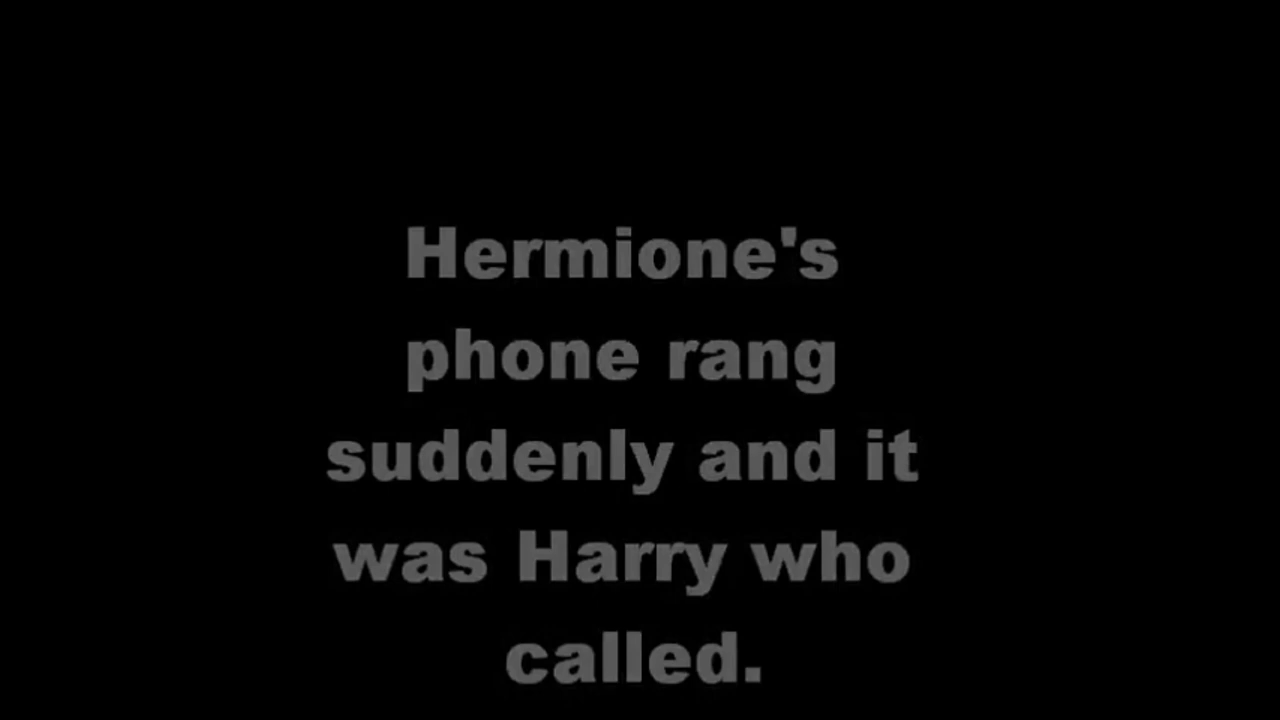 Hermione's
phone rang
suddenly and it
was Harry who
called.